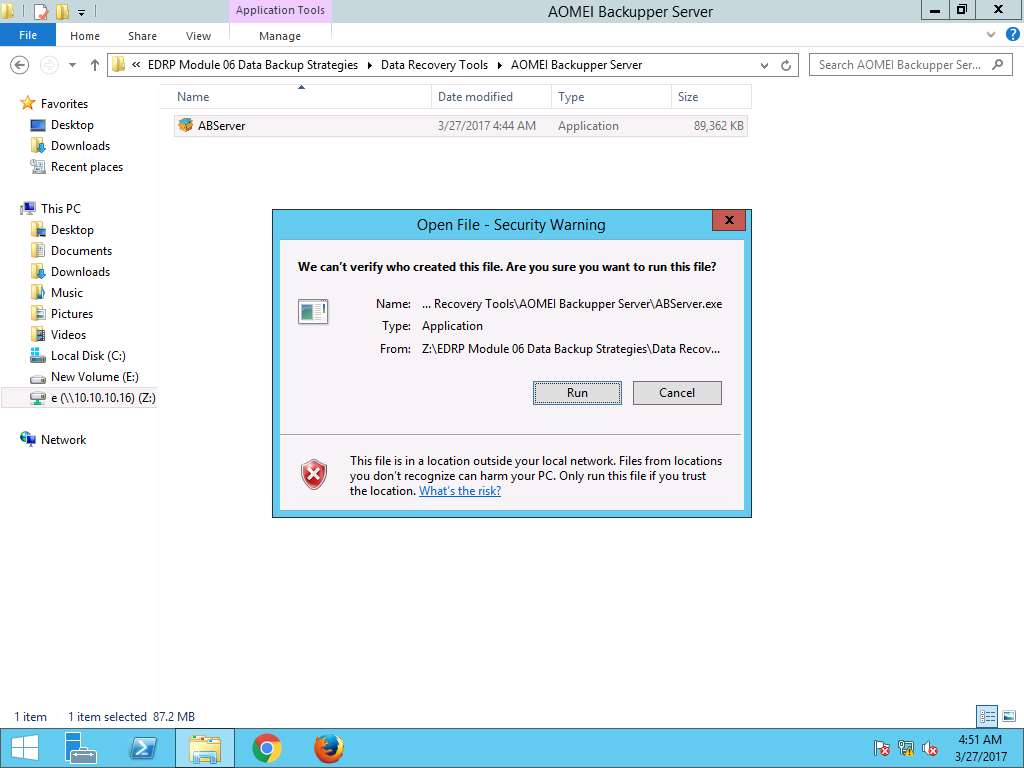 Application Tools
AOMEI Backupper Server
File Home Share View Manage
« EDRP Module 06 Data Backup Strategies Data Recovery Tools AOMEI Backupper Server
Search AOMEI Backupper Ser...
Name Date modified Type Size
ABServer 3/27/2017 4:44 AM Application 89,362 KB
Favorites
Desktop
Downloads
Recent places
This PC
Desktop
Documents
Downloads
Music
Pictures
Videos
Local Disk (C:)
New Volume (E:)
e (\\10.10.10.16) (Z:)
Network
Open File - Security Warning
X
We can't verify who created this file. Are you sure you want to run this file?
Name: ... Recovery Tools\AOMEI Backupper Server\ABServer.exe
Type: Application
From: Z:\EDRP Module 06 Data Backup Strategies\Data Recov...
Run Cancel
This file is in a location outside your local network. Files from locations
you don't recognize can harm your PC. Only run this file if you trust
the location. What's the risk?
1 item 1 item selected 87.2 MB
4:51 AM
3/27/2017